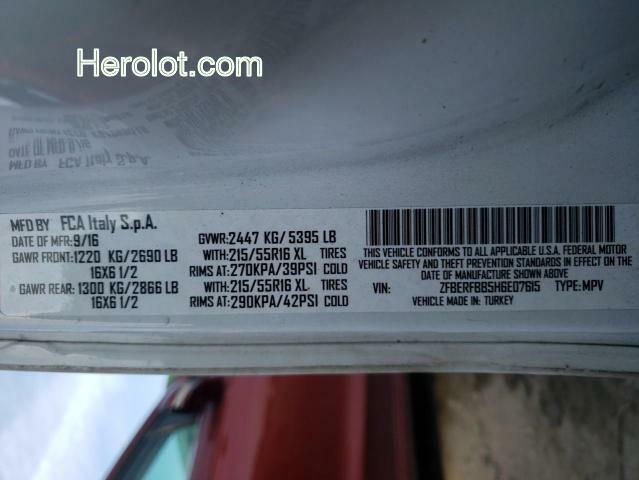 Herolot.com
MFD BY FCA Italy S.p.A.
DATE OF MFR: 9/16 GVWR: 2447 KG/ 5395 LB
GAWR FRONT: 1220 KG/2690 LB WITH: 215/55R16 XL TIRES
16X6 1/2 RIMS AT: 270KPA/39PSI COLD
GAWR REAR: 1300 KG/2866 LB WITH: 215/55R16 XL TIRES
16X6 1/2 RIMS AT: 290KPA/42PSI COLD
THIS VEHICLE CONFORMS TO ALL APPLICABLE U.S.A. FEDERAL MOTOR
VEHICLE SAFETY, BUMPER, AND THEFT PREVENTION STANDARDS IN EFFECT ON
THE DATE OF MANUFACTURE SHOWN ABOVE
VIN: ZFBERFBB5H6E07615 TYPE: MPV
MADE IN: TURKEY